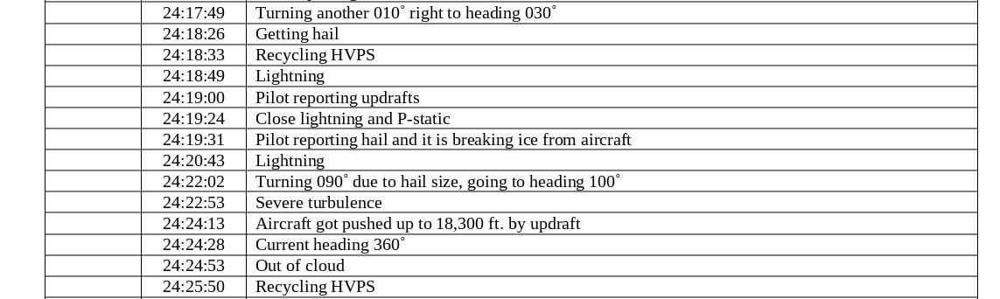 24:17:49 Turning another 010˚ right to heading 030˚
24:18:26 Getting hail
24:18:33 Recycling HVPS
24:18:49 Lightning
24:19:00 Pilot reporting updrafts
24:19:24 Close lightning and P-static
24:19:31 Pilot reporting hail and it is breaking ice from aircraft
24:20:43 Lightning
24:22:02 Turning 090˚ due to hail size, going to heading 100˚
24:22:53 Severe turbulence
24:24:13 Aircraft got pushed up to 18,300 ft. by updraft
24:24:28 Current heading 360˚
24:24:53 Out of cloud
24:25:50 Recycling HVPS